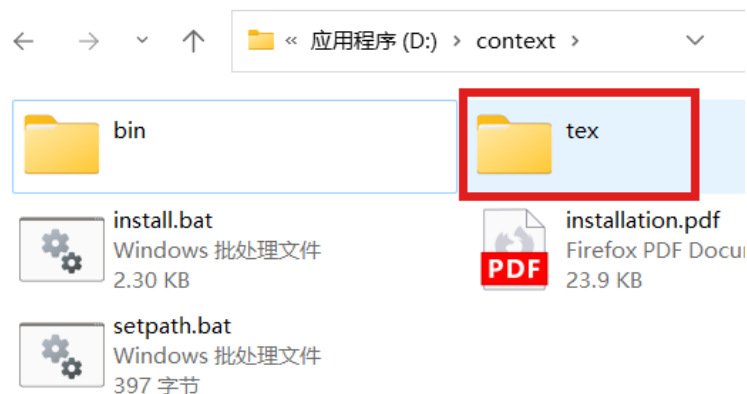 « 应用程序 (D:) › context ›
bin
tex
install.bat
Windows 批处理文件
2.30 KB
installation.pdf
Firefox PDF Docu
23.9 KB
PDF
setpath.bat
Windows 批处理文件
397 字节